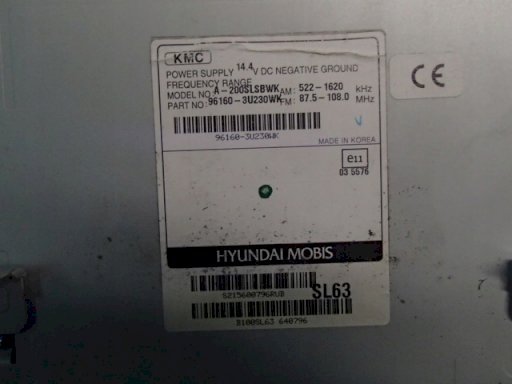 KMC
POWER SUPPLY 14.4 V DC NEGATIVE GROUND
FREQUENCY RANGE
MODEL NO: A-200SLSBWK AM: 522-1620 KHz
PART NO: 96160-3U230WK FM: 87.5-108.0 MHz
96160-3U230WK
MADE IN KOREA
e11
03 5576
HYUNDAI MOBIS
S215600796RUB
SL63
B100SL63 640796
CE